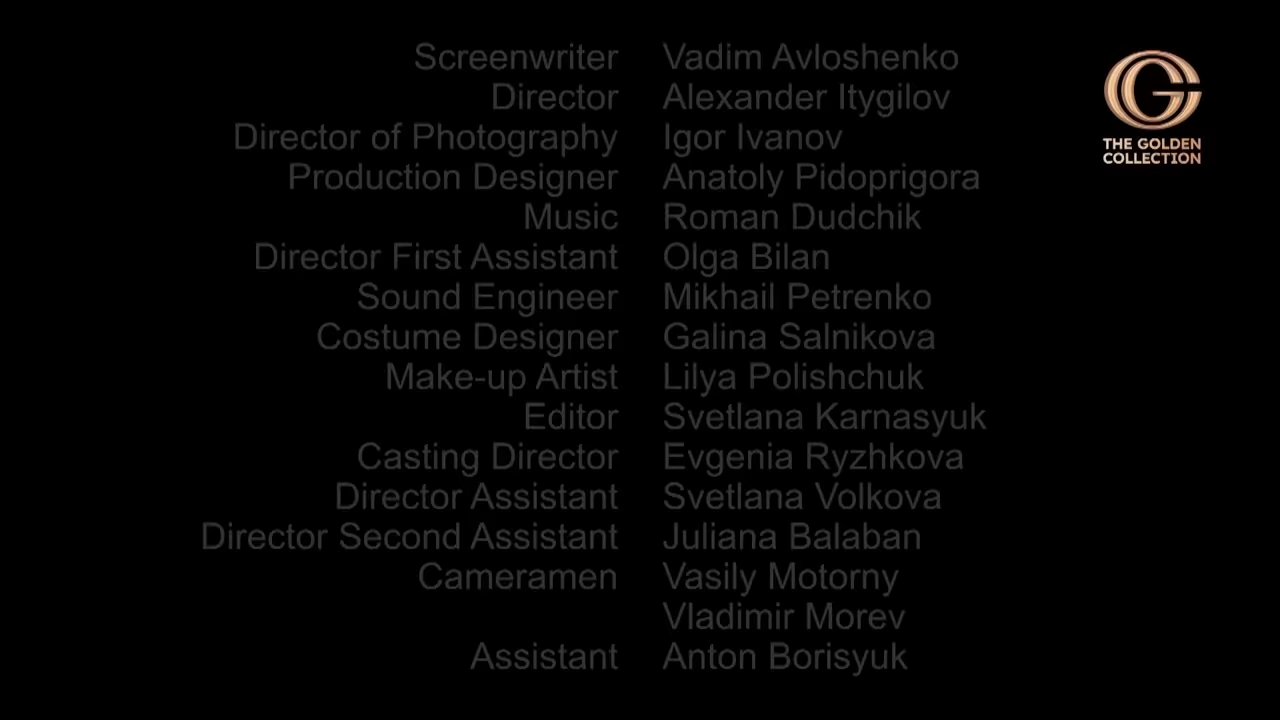 Screenwriter Vadim Avloshenko
Director Alexander Itygilov
Director of Photography Igor Ivanov
Production Designer Anatoly Pidoprigora
Music Roman Dudchik
Director First Assistant Olga Bilan
Sound Engineer Mikhail Petrenko
Costume Designer Galina Salnikova
Make-up Artist Lilya Polishchuk
Editor Svetlana Karnasyuk
Casting Director Evgenia Ryzhkova
Director Assistant Svetlana Volkova
Director Second Assistant Juliana Balaban
Cameramen Vasily Motorny
Vladimir Morev
Assistant Anton Borisyuk
THE GOLDEN
COLLECTION